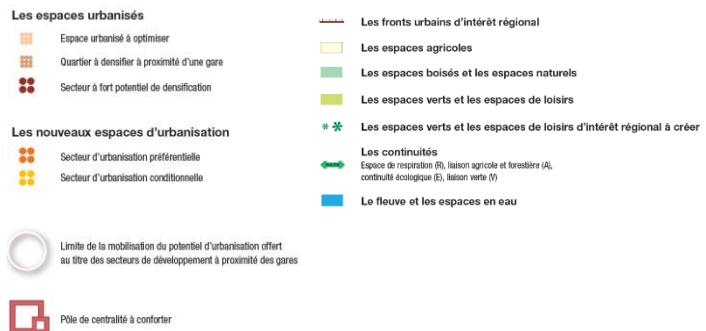 Les espaces urbanisés
Espace urbanisé à optimiser
Quartier à densifier à proximité d'une gare
Secteur à fort potentiel de densification
Les nouveaux espaces d'urbanisation
Secteur d'urbanisation préférentielle
Secteur d'urbanisation conditionnelle
Limite de la mobilisation du potentiel d'urbanisation offert
au titre des secteurs de développement à proximité des gares
Pôle de centralité à conforter
Les fronts urbains d'intérêt régional
Les espaces agricoles
Les espaces boisés et les espaces naturels
Les espaces verts et les espaces de loisirs
Les espaces verts et les espaces de loisirs d'intérêt régional à créer
Les continuités
Espace de respiration (R), liaison agricole et forestière (A),
continuité écologique (E), liaison verte (V)
Le fleuve et les espaces en eau